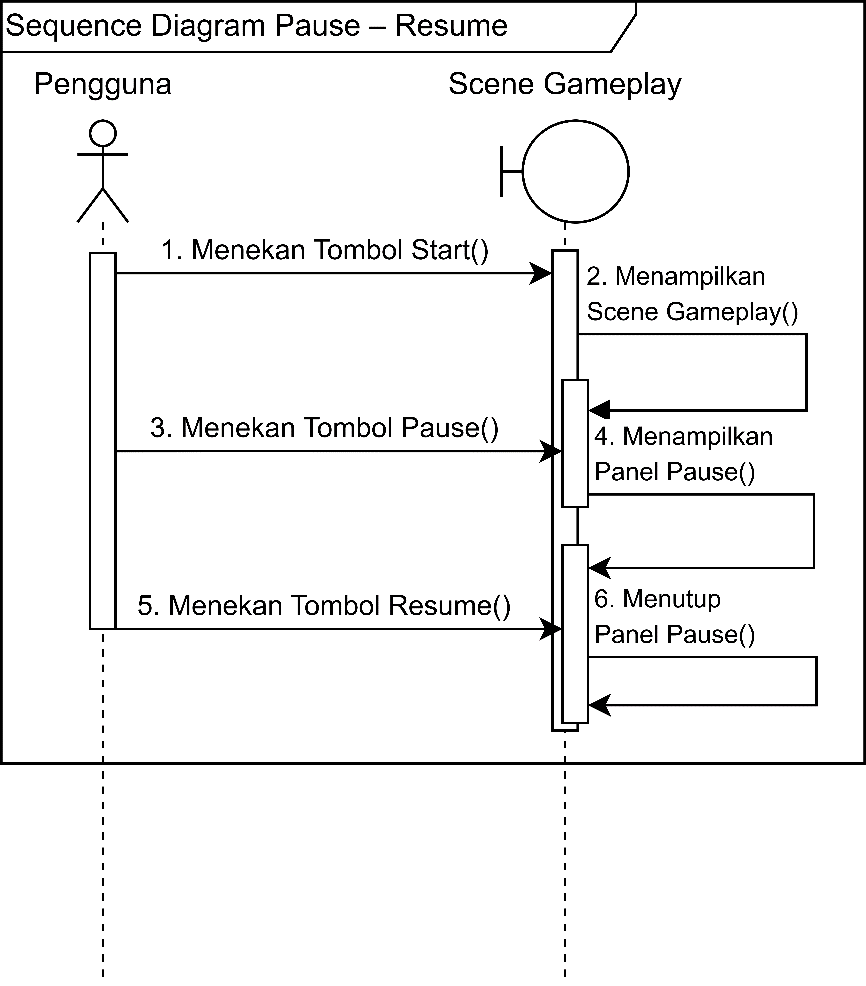 Sequence Diagram Pause – Resume
Pengguna
Scene Gameplay
1. Menekan Tombol Start()
2. Menampilkan
Scene Gameplay()
3. Menekan Tombol Pause()
4. Menampilkan
Panel Pause()
5. Menekan Tombol Resume()
6. Menutup
Panel Pause()